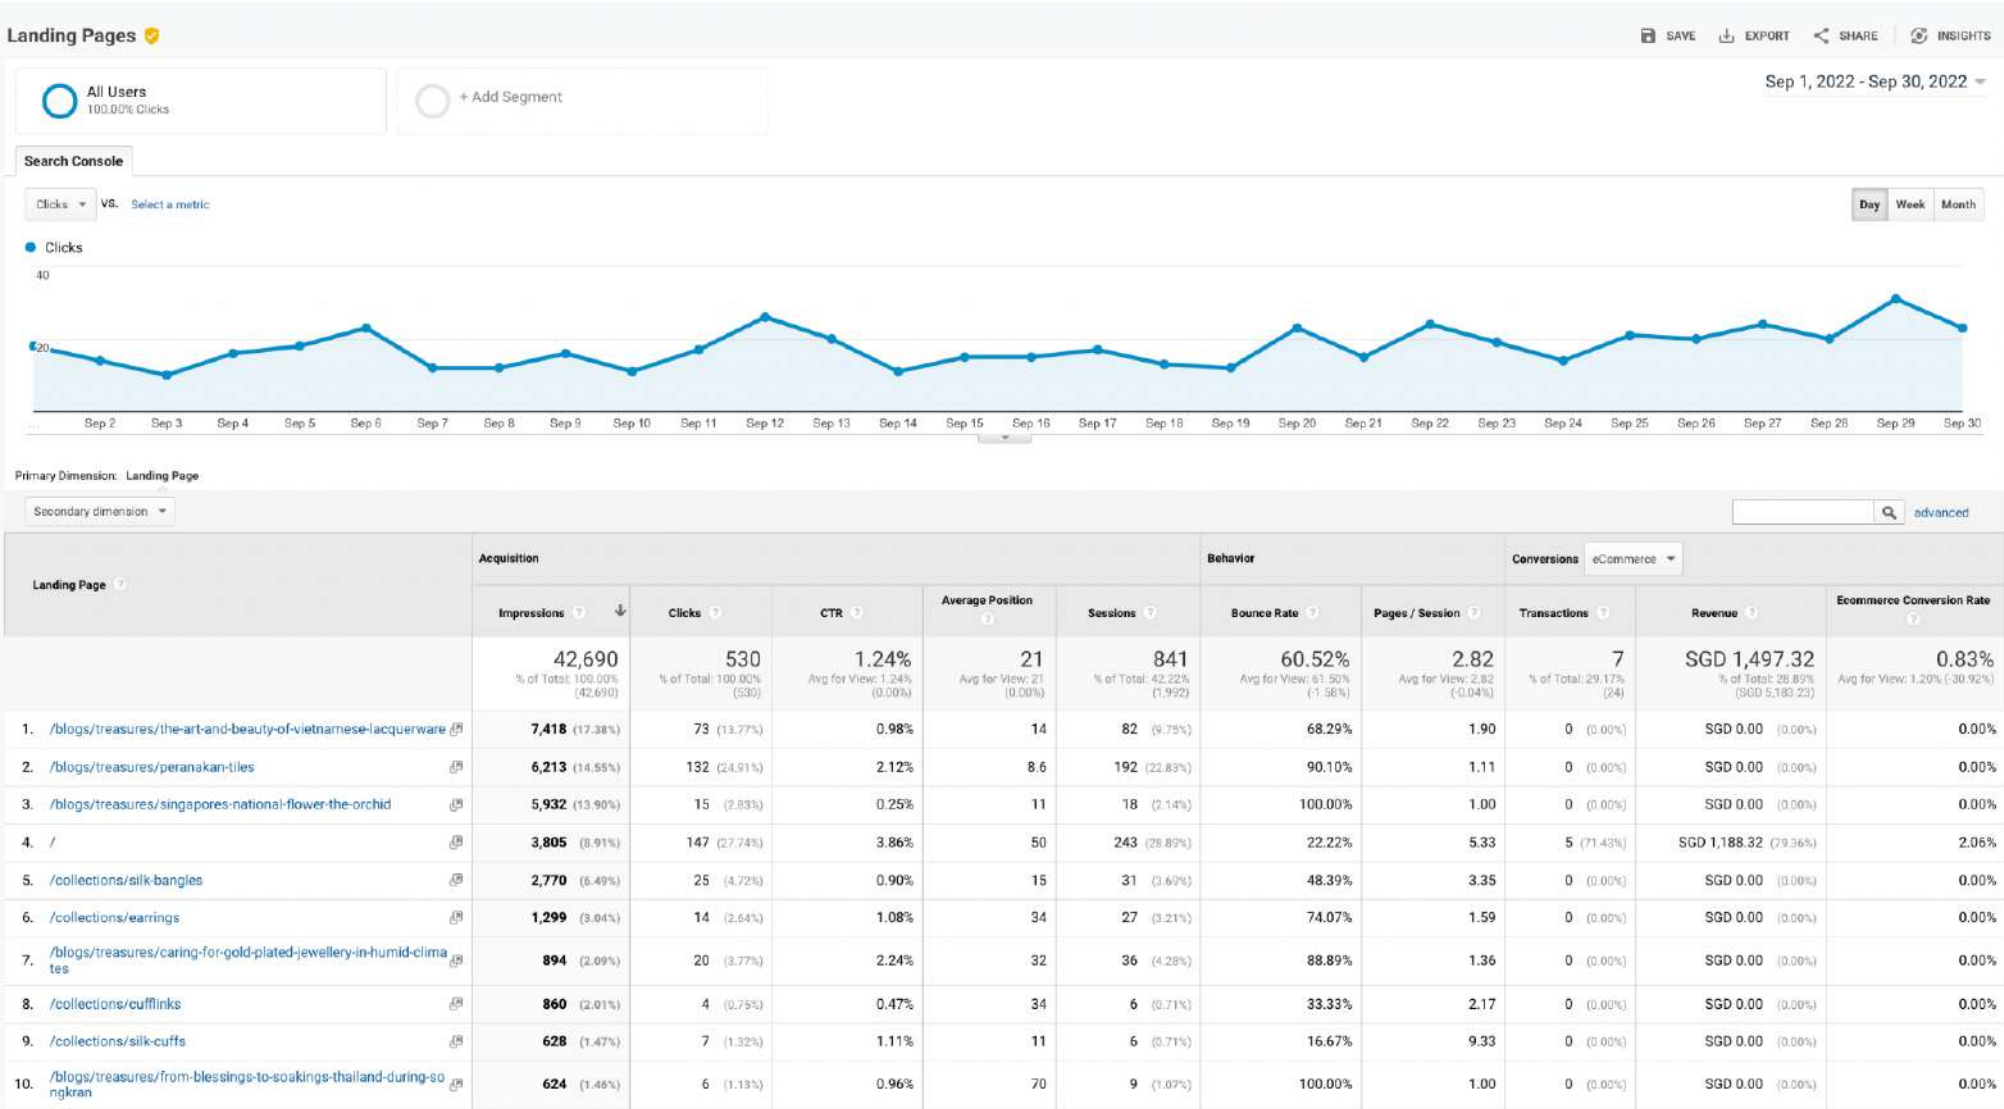 Landing Pages
SAVE EXPORT SHARE INSIGHTS
All Users
100.00% Clicks
+ Add Segment
Sep 1, 2022 - Sep 30, 2022
Search Console
Clicks VS. Select a metric
Day Week Month
Clicks
40
20
... Sep 2 Sep 3 Sep 4 Sep 5 Sep 6 Sep 7 Sep 8 Sep 9 Sep 10 Sep 11 Sep 12 Sep 13 Sep 14 Sep 15 Sep 16 Sep 17 Sep 18 Sep 19 Sep 20 Sep 21 Sep 22 Sep 23 Sep 24 Sep 25 Sep 26 Sep 27 Sep 28 Sep 29 Sep 30
Primary Dimension: Landing Page
Secondary dimension
advanced
Landing Page
Acquisition Behavior Conversions eCommerce
Impressions Clicks CTR Average Position Sessions Bounce Rate Pages / Session Transactions Revenue Ecommerce Conversion Rate
42,690 530 1.24% 21 841 60.52% 2.82 7 SGD 1,497.32 0.83%
% of Total: 100.00% % of Total: 100.00% Avg for View: 1.24% Avg for View: 21 % of Total: 42.22% Avg for View: 61.50% Avg for View: 2.82 % of Total: 29.17% % of Total: 28.89% Avg for View: 1.20% (-30.92%)
(42,690) (530) (0.00%) (0.00%) (1,992) (-1.58%) (-0.04%) (24) (SGD 5,183.23)
1. /blogs/treasures/the-art-and-beauty-of-vietnamese-lacquerware 7,418 (17.38%) 73 (13.77%) 0.98% 14 82 (9.75%) 68.29% 1.90 0 (0.00%) SGD 0.00 (0.00%) 0.00%
2. /blogs/treasures/peranakan-tiles 6,213 (14.55%) 132 (24.91%) 2.12% 8.6 192 (22.83%) 90.10% 1.11 0 (0.00%) SGD 0.00 (0.00%) 0.00%
3. /blogs/treasures/singapores-national-flower-the-orchid 5,932 (13.90%) 15 (2.83%) 0.25% 11 18 (2.14%) 100.00% 1.00 0 (0.00%) SGD 0.00 (0.00%) 0.00%
4. / 3,805 (8.91%) 147 (27.74%) 3.86% 50 243 (28.89%) 22.22% 5.33 5 (71.43%) SGD 1,188.32 (79.36%) 2.06%
5. /collections/silk-bangles 2,770 (6.49%) 25 (4.72%) 0.90% 15 31 (3.69%) 48.39% 3.35 0 (0.00%) SGD 0.00 (0.00%) 0.00%
6. /collections/earrings 1,299 (3.04%) 14 (2.64%) 1.08% 34 27 (3.21%) 74.07% 1.59 0 (0.00%) SGD 0.00 (0.00%) 0.00%
7. /blogs/treasures/caring-for-gold-plated-jewellery-in-humid-clima
tes 894 (2.09%) 20 (3.77%) 2.24% 32 36 (4.28%) 88.89% 1.36 0 (0.00%) SGD 0.00 (0.00%) 0.00%
8. /collections/cufflinks 860 (2.01%) 4 (0.75%) 0.47% 34 6 (0.71%) 33.33% 2.17 0 (0.00%) SGD 0.00 (0.00%) 0.00%
9. /collections/silk-cuffs 628 (1.47%) 7 (1.32%) 1.11% 11 6 (0.71%) 16.67% 9.33 0 (0.00%) SGD 0.00 (0.00%) 0.00%
10. /blogs/treasures/from-blessings-to-soakings-thailand-during-so
ngkran 624 (1.46%) 6 (1.13%) 0.96% 70 9 (1.07%) 100.00% 1.00 0 (0.00%) SGD 0.00 (0.00%) 0.00%